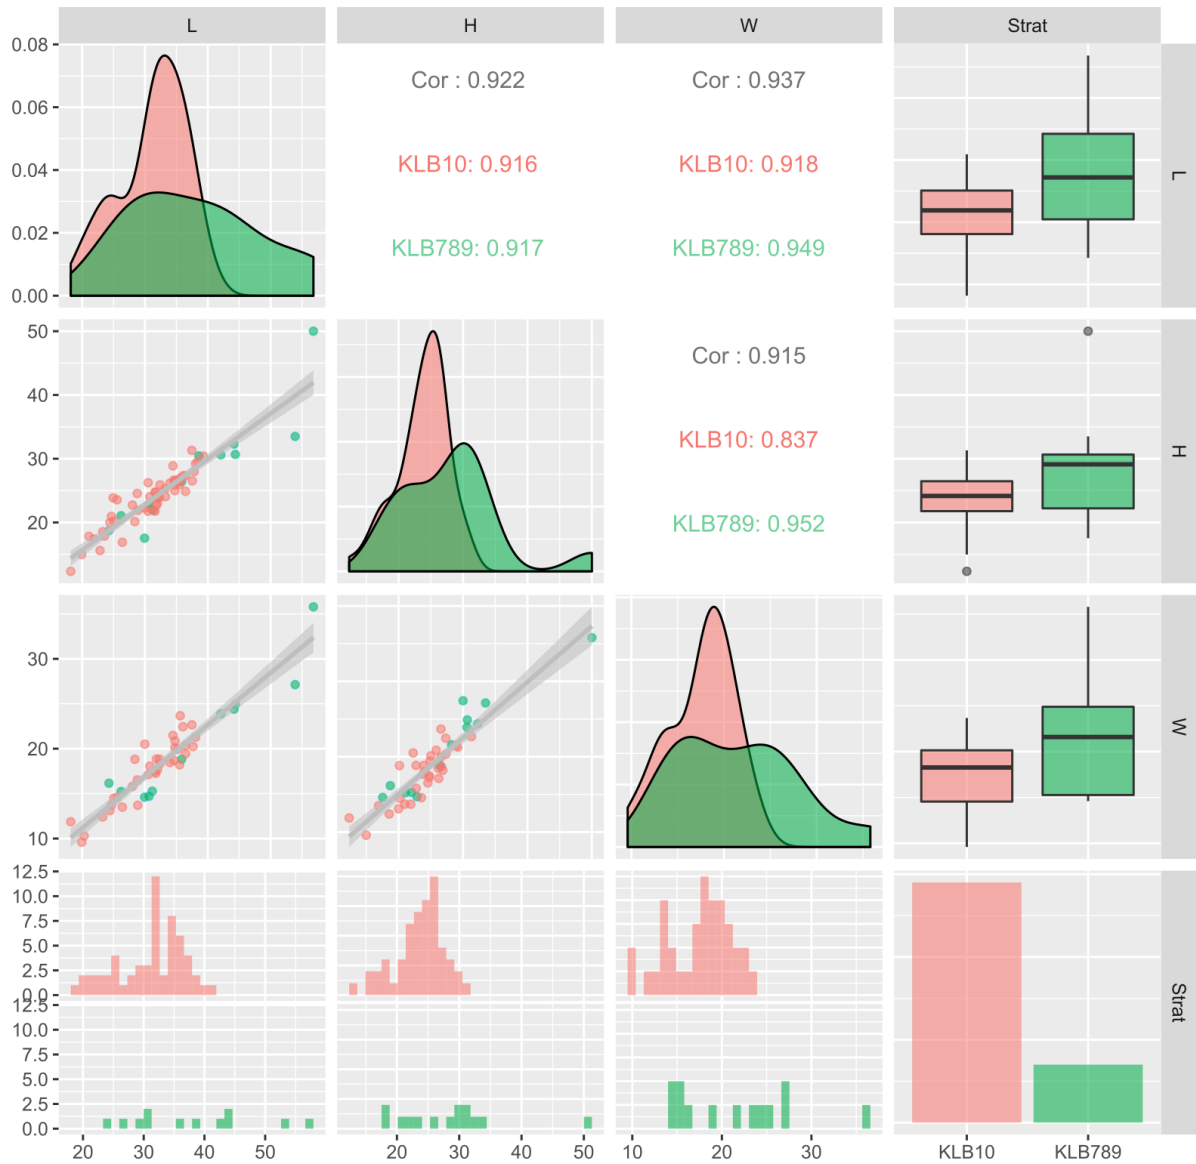 L H W Strat
0.08
0.06
0.04
0.02
0.00
Cor : 0.922
KLB10: 0.916
KLB789: 0.917
Cor : 0.937
KLB10: 0.918
KLB789: 0.949
L
50
40
30
20
Cor : 0.915
KLB10: 0.837
KLB789: 0.952
H
30
20
10
W
12.5
10.0
7.5
5.0
2.5
0.0
12.5
10.0
7.5
5.0
2.5
0.0
Strat
20 30 40 50
20 30 40 50
10 20 30
KLB10 KLB789